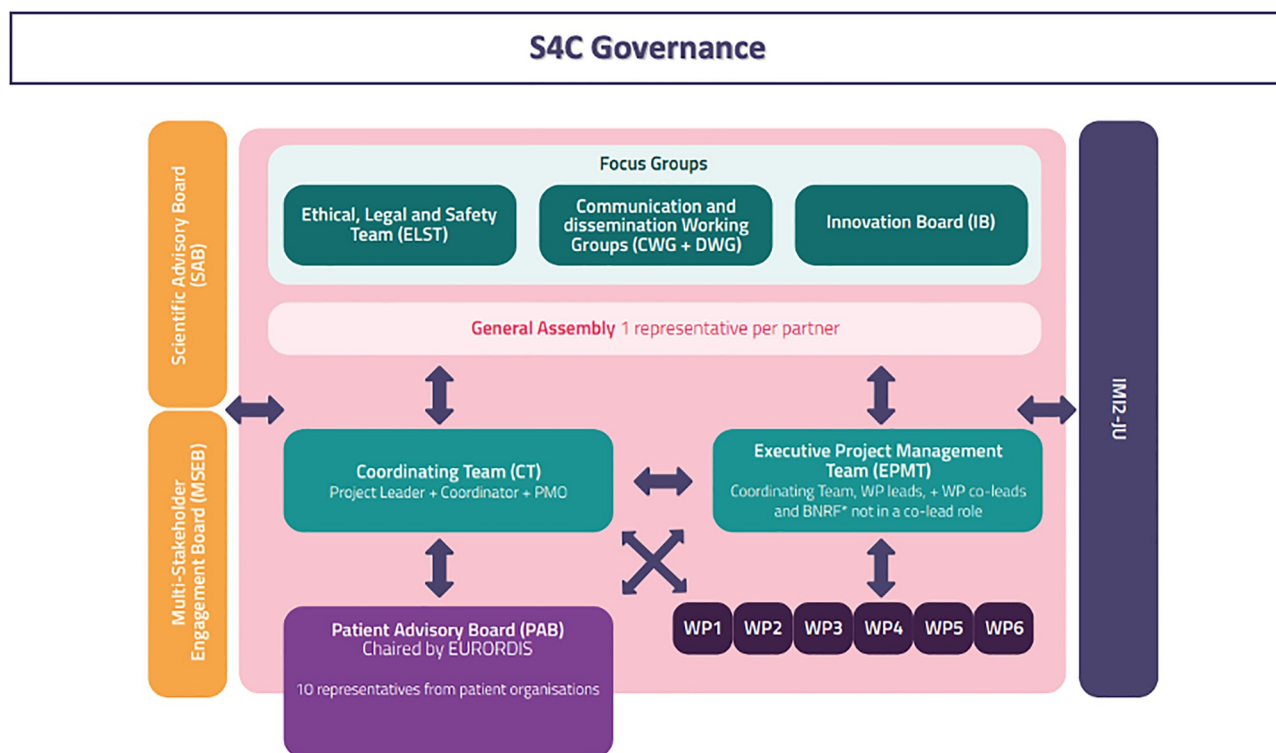 S4C Governance
Scientific Advisory Board
(SAB)
Multi-Stakeholder
Engagement Board (MSEB)
Focus Groups
Ethical, Legal and Safety
Team (ELST)
Communication and
dissemination Working
Groups (CWG + DWG)
Innovation Board (IB)
General Assembly 1 representative per partner
Coordinating Team (CT)
Project Leader + Coordinator + PMO
Executive Project Management
Team (EPMT)
Coordinating Team, WP leads, + WP co-leads
and BNRF* not in a co-lead role
Patient Advisory Board (PAB)
Chaired by EURORDIS
10 representatives from patient organisations
WP1 WP2 WP3 WP4 WP5 WP6
IMI2-JU